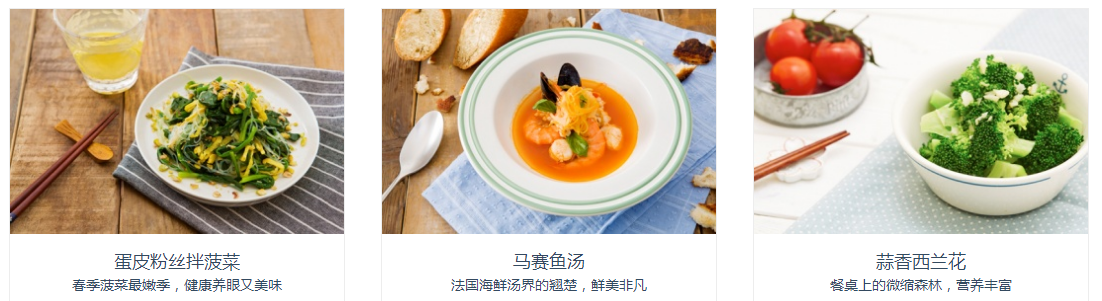 蛋皮粉丝拌菠菜
春季菠菜最嫩季，健康养眼又美味
马赛鱼汤
法国海鲜汤界的翘楚，鲜美非凡
蒜香西兰花
餐桌上的微缩森林，营养丰富